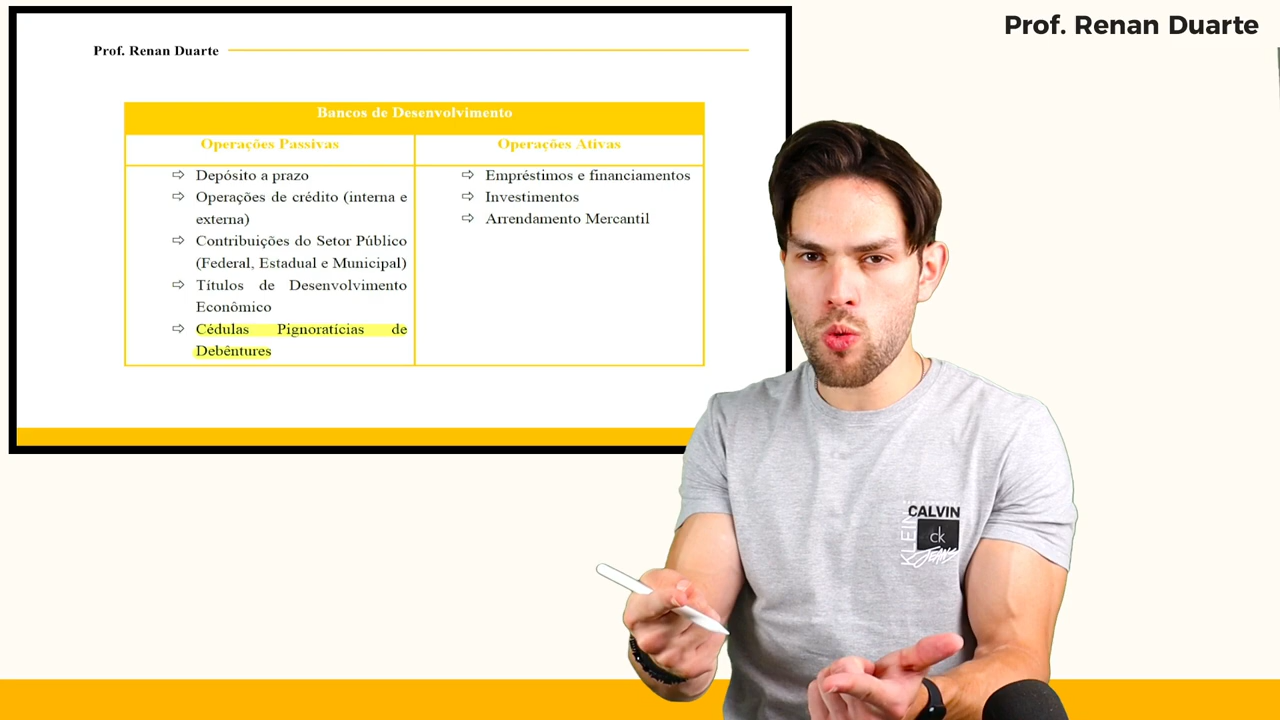 Prof. Renan Duarte
Prof. Renan Duarte
Bancos de Desenvolvimento
Operações Passivas
Operações Ativas
⇨ Depósito a prazo
⇨ Operações de crédito (interna e
externa)
⇨ Contribuições do Setor Público
(Federal, Estadual e Municipal)
⇨ Títulos de Desenvolvimento
Econômico
⇨ Cédulas Pignoratícias de
Debêntures
⇨ Empréstimos e financiamentos
⇨ Investimentos
⇨ Arrendamento Mercantil
CALVIN
KLEIN
ck
JEANS